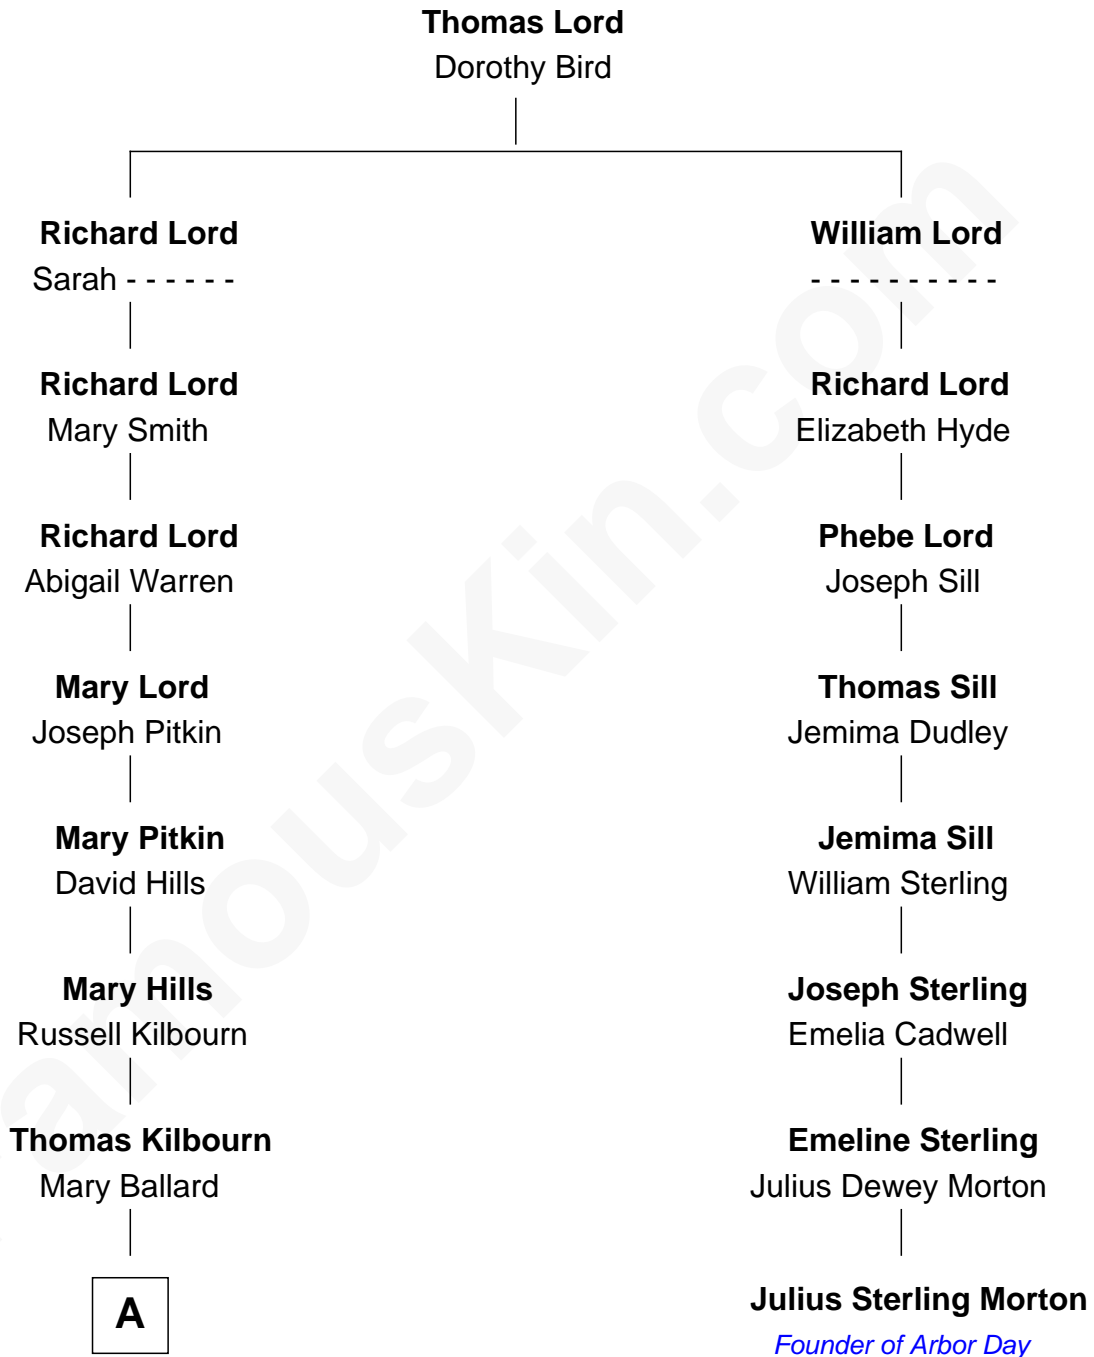 Thomas Lord
Dorothy Bird
Richard Lord
Sarah - - - - - -
William Lord
- - - - - - - - - -
Richard Lord
Mary Smith
Richard Lord
Elizabeth Hyde
Richard Lord
Abigail Warren
Phebe Lord
Joseph Sill
Mary Lord
Joseph Pitkin
Thomas Sill
Jemima Dudley
Mary Pitkin
David Hills
Jemima Sill
William Sterling
Mary Hills
Russell Kilbourn
Joseph Sterling
Emelia Cadwell
Thomas Kilbourn
Mary Ballard
Emeline Sterling
Julius Dewey Morton
A
Julius Sterling Morton
Founder of Arbor Day
amouskin.com